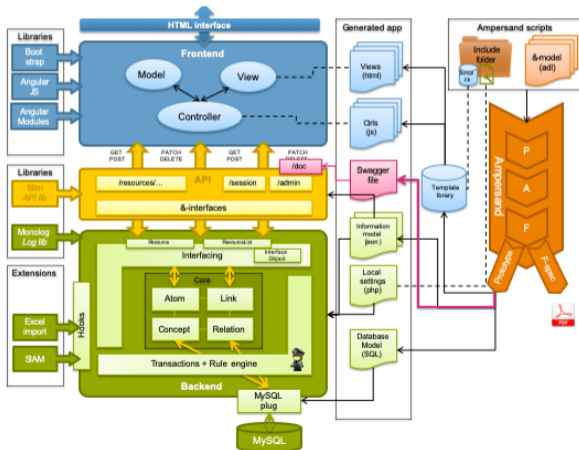 HTML interface
Generated app
Ampersand scripts
Libraries
Boot
strap
Angular
JS
Angular
Modules
Frontend
Model
View
Controller
Views
(html)
Ctrls
(js)
Include
folder
&-model
(adl)
Template
library
Ampersand
P
A
F
Prototype
F-spec
PDF
GET
POST
PATCH
DELETE
GET
POST
PATCH
DELETE
Libraries
Slim
API lib
Monolog
Log lib
API
/doc
/resources/...
/session
/admin
&-interfaces
Swagger
file
Information
model
(json)
Local
settings
(php)
Database
Model
(SQL)
Extensions
Excel
import
SIAM
Resource
ResourceList
Interfacing
Interface
Object
Hooks
Core
Atom
Link
Concept
Relation
Transactions + Rule engine
Backend
MySQL
plug
MySQL